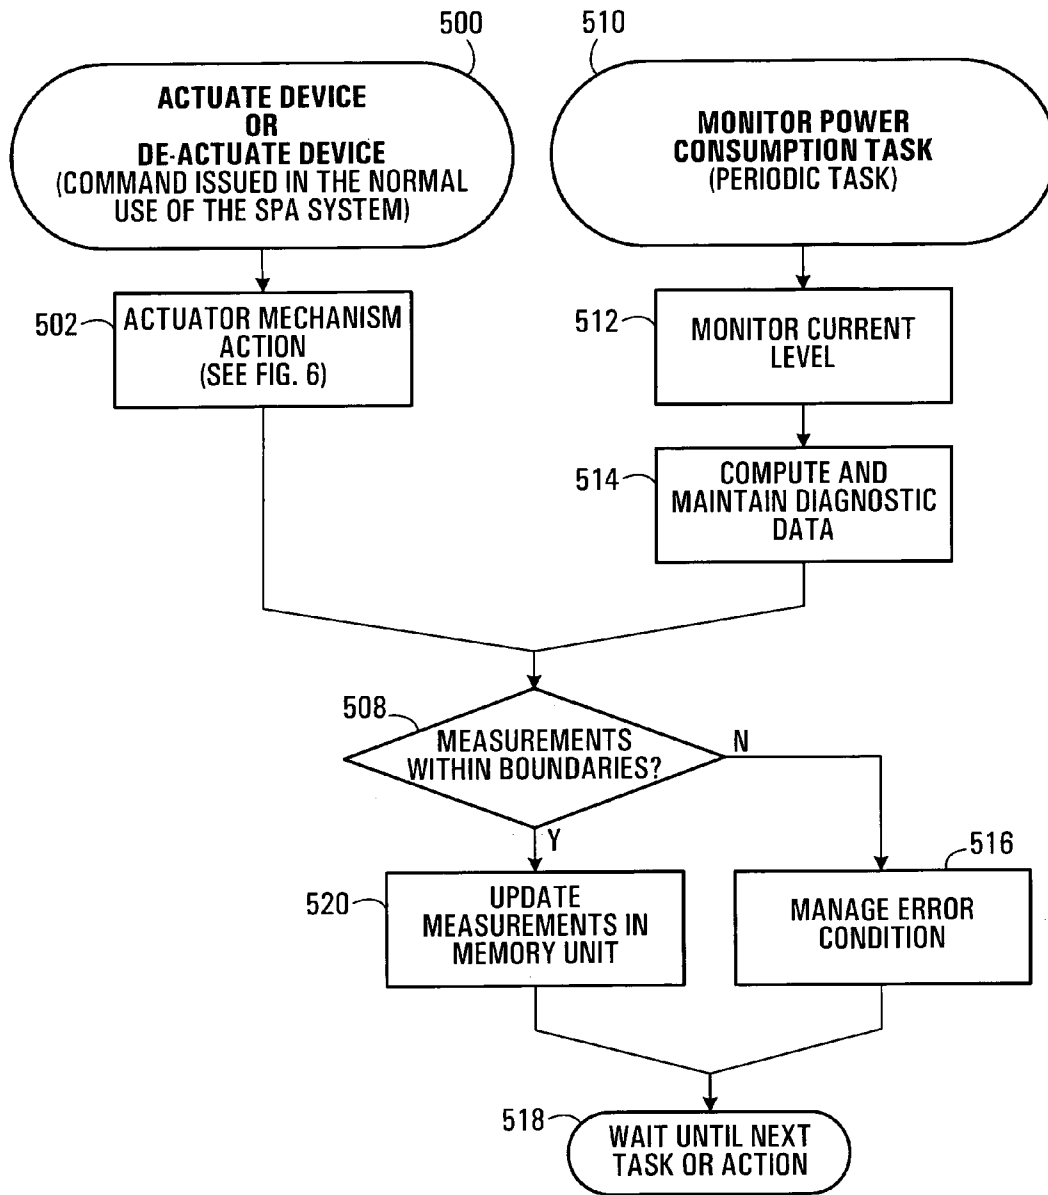 500
ACTUATE DEVICE
OR
DE-ACTUATE DEVICE
(COMMAND ISSUED IN THE NORMAL
USE OF THE SPA SYSTEM)
510
MONITOR POWER
CONSUMPTION TASK
(PERIODIC TASK)
502
ACTUATOR MECHANISM
ACTION
(SEE FIG. 6)
512
MONITOR CURRENT
LEVEL
514
COMPUTE AND
MAINTAIN DIAGNOSTIC
DATA
508
MEASUREMENTS
WITHIN BOUNDARIES?
N
Y
520
UPDATE
MEASUREMENTS IN
MEMORY UNIT
516
MANAGE ERROR
CONDITION
518
WAIT UNTIL NEXT
TASK OR ACTION